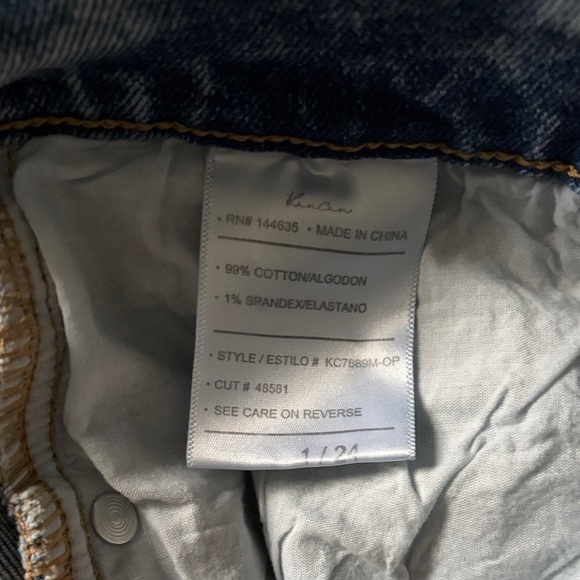 KanCan
• RN# 144635 • MADE IN CHINA
• 99% COTTON/ALGODON
• 1% SPANDEX/ELASTANO
• STYLE / ESTILO # KC7889M-OP
• CUT # 48581
• SEE CARE ON REVERSE
1 / 24